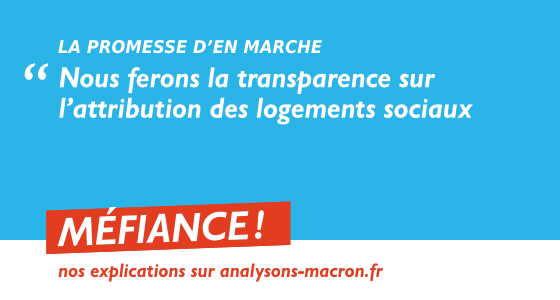 LA PROMESSE D’EN MARCHE
“ Nous ferons la transparence sur
l’attribution des logements sociaux
MÉFIANCE !
nos explications sur analysons-macron.fr